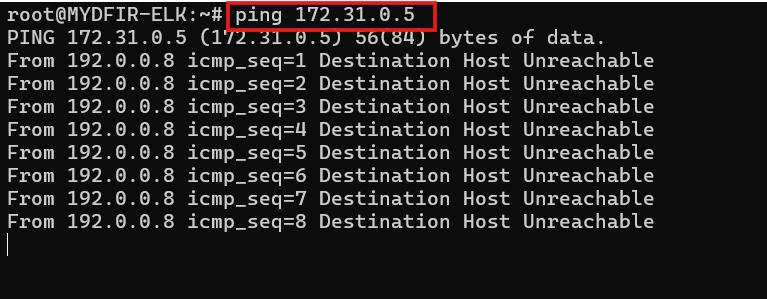 root@MYDFIR-ELK:~# ping 172.31.0.5
PING 172.31.0.5 (172.31.0.5) 56(84) bytes of data.
From 192.0.0.8 icmp_seq=1 Destination Host Unreachable
From 192.0.0.8 icmp_seq=2 Destination Host Unreachable
From 192.0.0.8 icmp_seq=3 Destination Host Unreachable
From 192.0.0.8 icmp_seq=4 Destination Host Unreachable
From 192.0.0.8 icmp_seq=5 Destination Host Unreachable
From 192.0.0.8 icmp_seq=6 Destination Host Unreachable
From 192.0.0.8 icmp_seq=7 Destination Host Unreachable
From 192.0.0.8 icmp_seq=8 Destination Host Unreachable